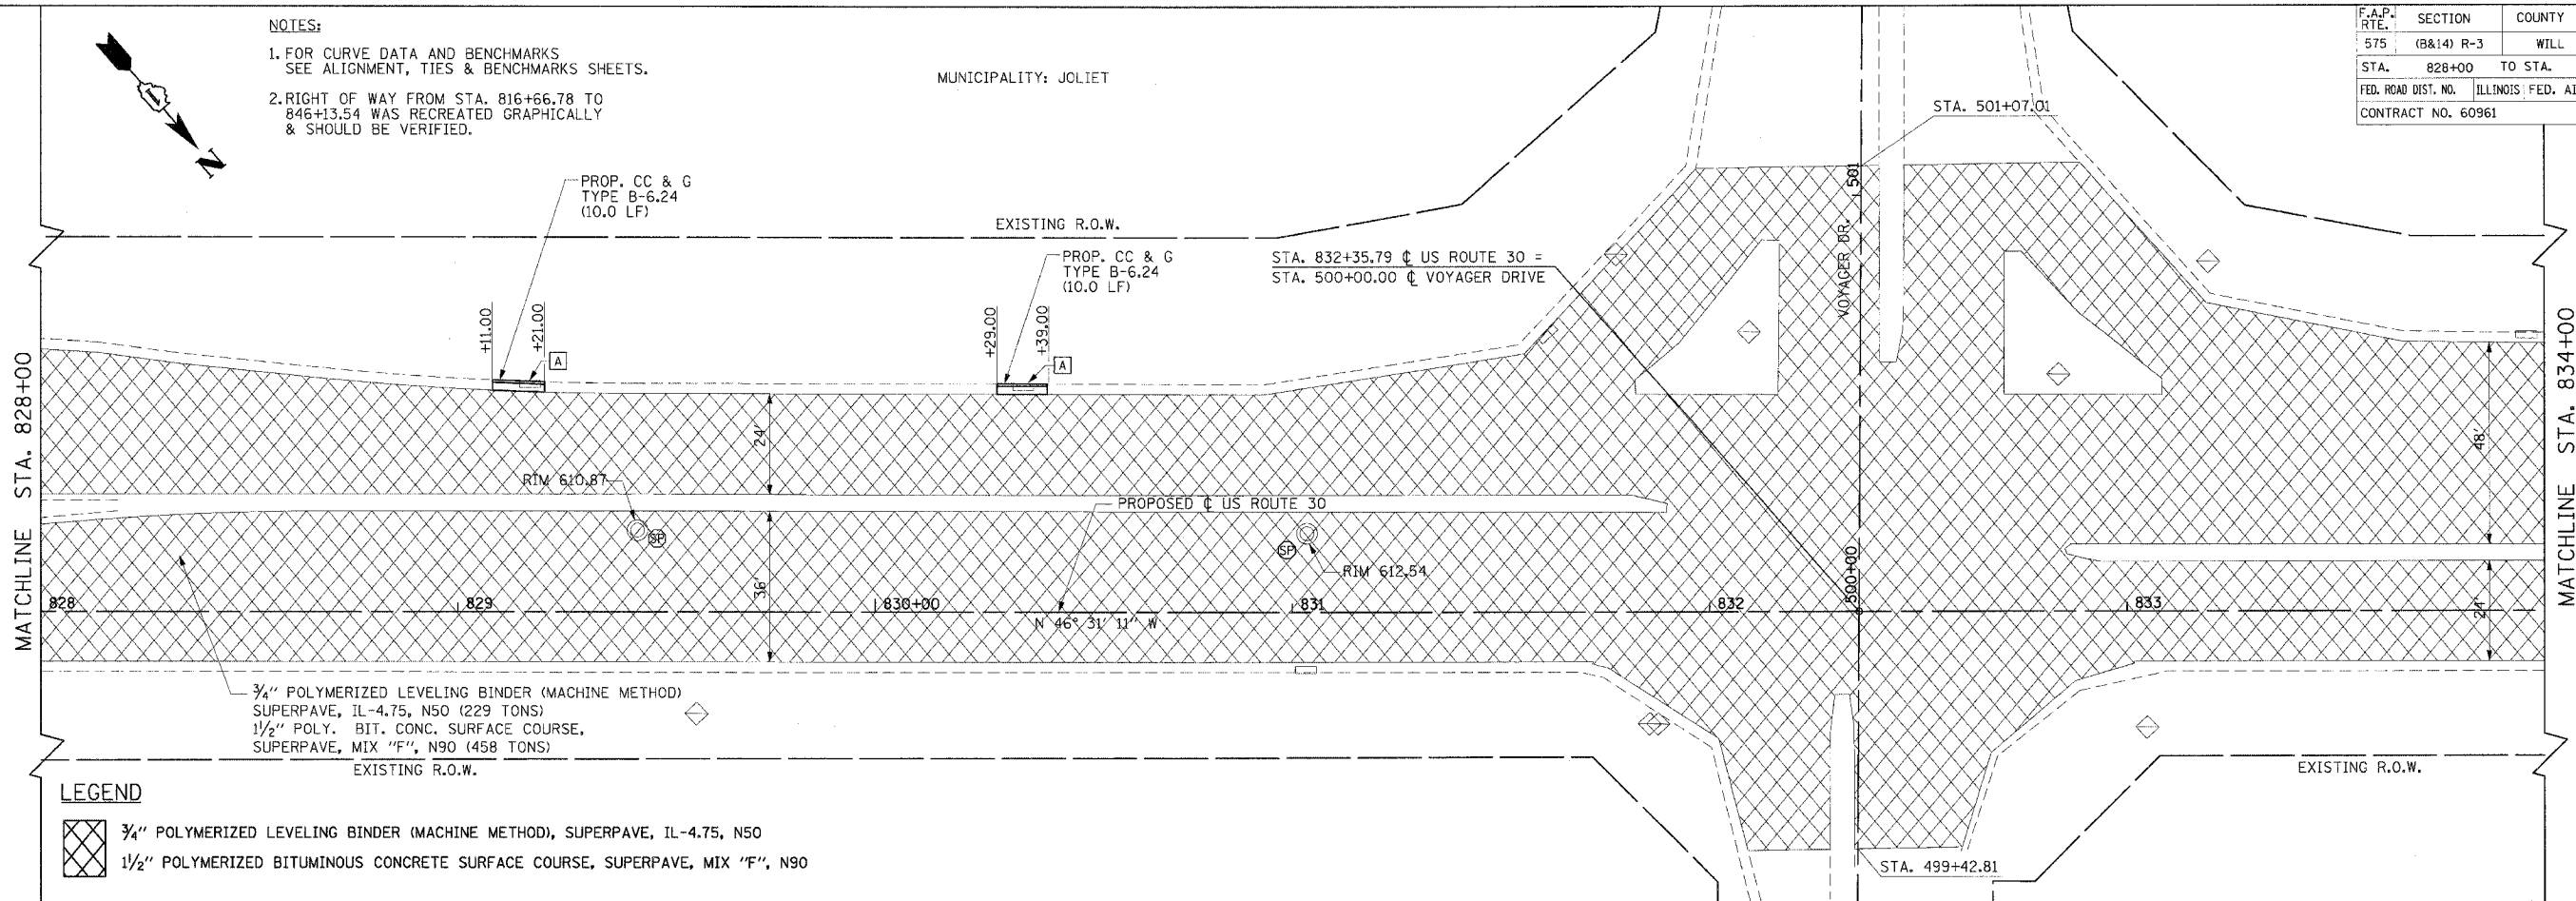 NOTES:
1. FOR CURVE DATA AND BENCHMARKS
SEE ALIGNMENT, TIES & BENCHMARKS SHEETS.
2. RIGHT OF WAY FROM STA. 816+66.78 TO
846+13.54 WAS RECREATED GRAPHICALLY
& SHOULD BE VERIFIED.
N
MUNICIPALITY: JOLIET
F.A.P. RTE. SECTION COUNTY
575 (B&14) R-3 WILL
STA. 828+00 TO STA.
FED. ROAD DIST. NO. ILLINOIS FED. AI
CONTRACT NO. 60961
STA. 501+07.01
501
VOYAGER DR.
PROP. CC & G
TYPE B-6.24
(10.0 LF)
EXISTING R.O.W.
PROP. CC & G
TYPE B-6.24
(10.0 LF)
STA. 832+35.79 ℄ US ROUTE 30 =
STA. 500+00.00 ℄ VOYAGER DRIVE
+11.00
+21.00
A
+29.00
+39.00
A
MATCHLINE STA. 828+00
MATCHLINE STA. 834+00
24'
48'
RIM 610.87
SP
PROPOSED ℄ US ROUTE 30
SP
RIM 612.54
36'
24'
500+00
828
829
830+00
831
832
833
N 46° 31' 11" W
3/4" POLYMERIZED LEVELING BINDER (MACHINE METHOD)
SUPERPAVE, IL-4.75, N50 (229 TONS)
1 1/2" POLY. BIT. CONC. SURFACE COURSE,
SUPERPAVE, MIX "F", N90 (458 TONS)
EXISTING R.O.W.
EXISTING R.O.W.
STA. 499+42.81
LEGEND
3/4" POLYMERIZED LEVELING BINDER (MACHINE METHOD), SUPERPAVE, IL-4.75, N50
1 1/2" POLYMERIZED BITUMINOUS CONCRETE SURFACE COURSE, SUPERPAVE, MIX "F", N90